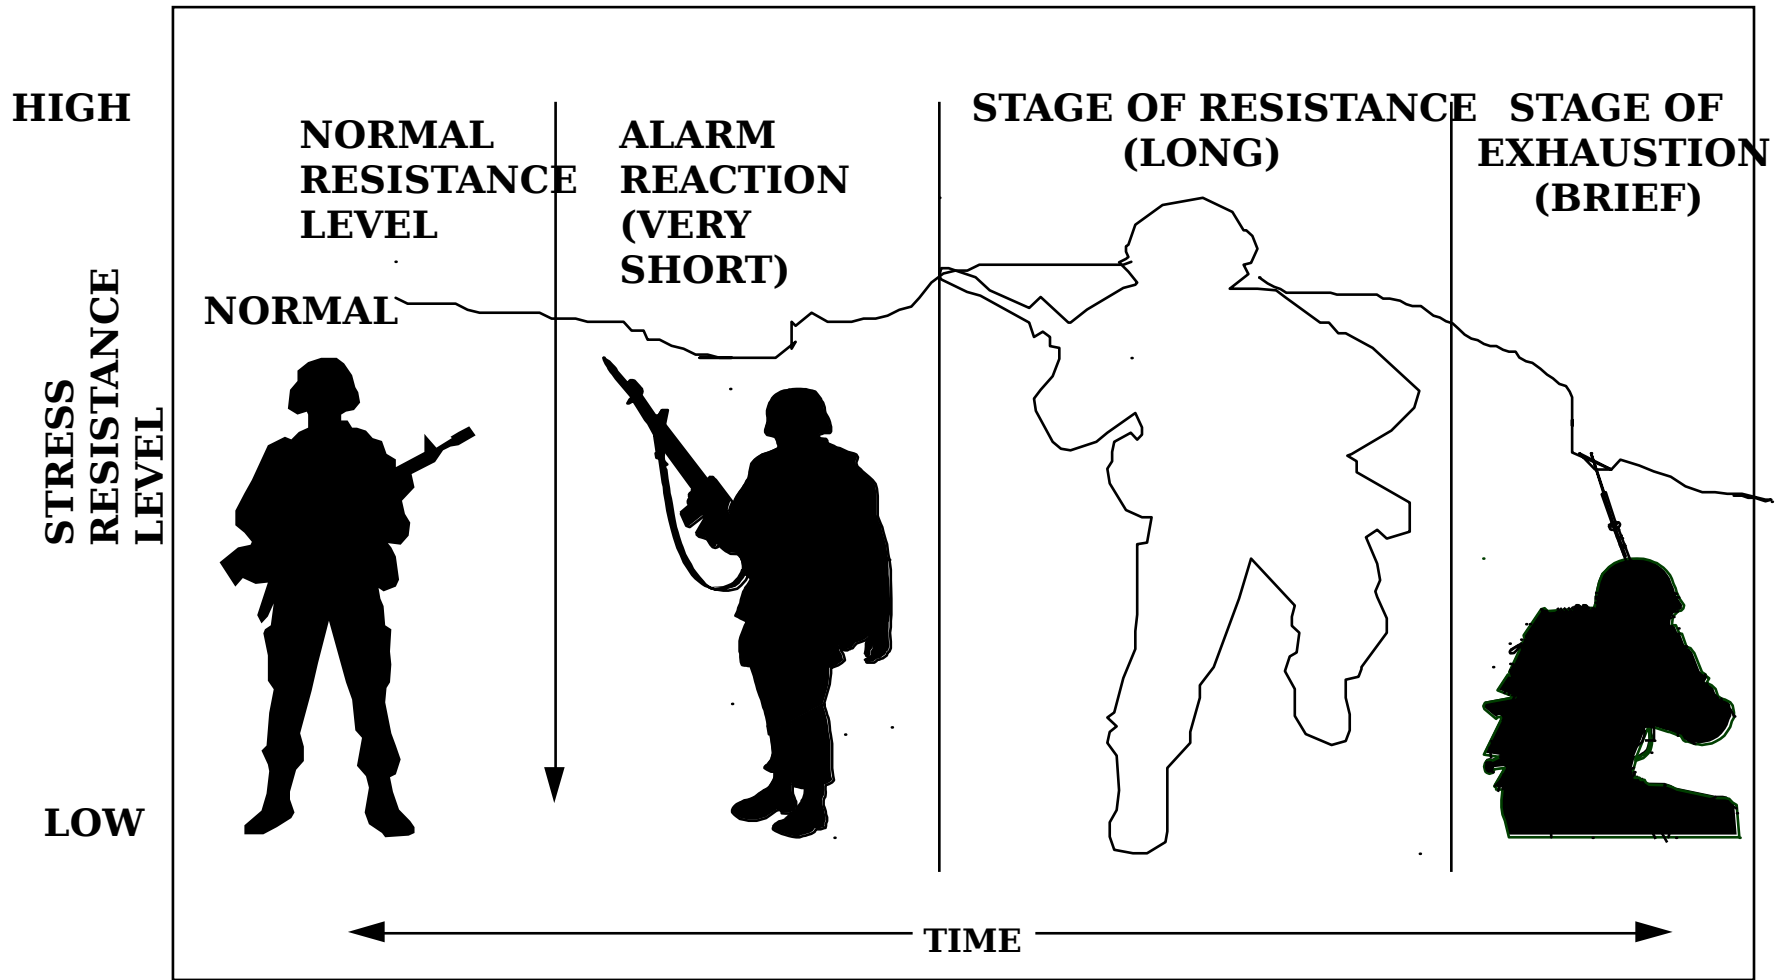 HIGH
NORMAL
RESISTANCE
LEVEL
ALARM
REACTION
(VERY
SHORT)
STAGE OF RESISTANCE
(LONG)
STAGE OF
EXHAUSTION
(BRIEF)
NORMAL
STRESS
RESISTANCE
LEVEL
LOW
TIME